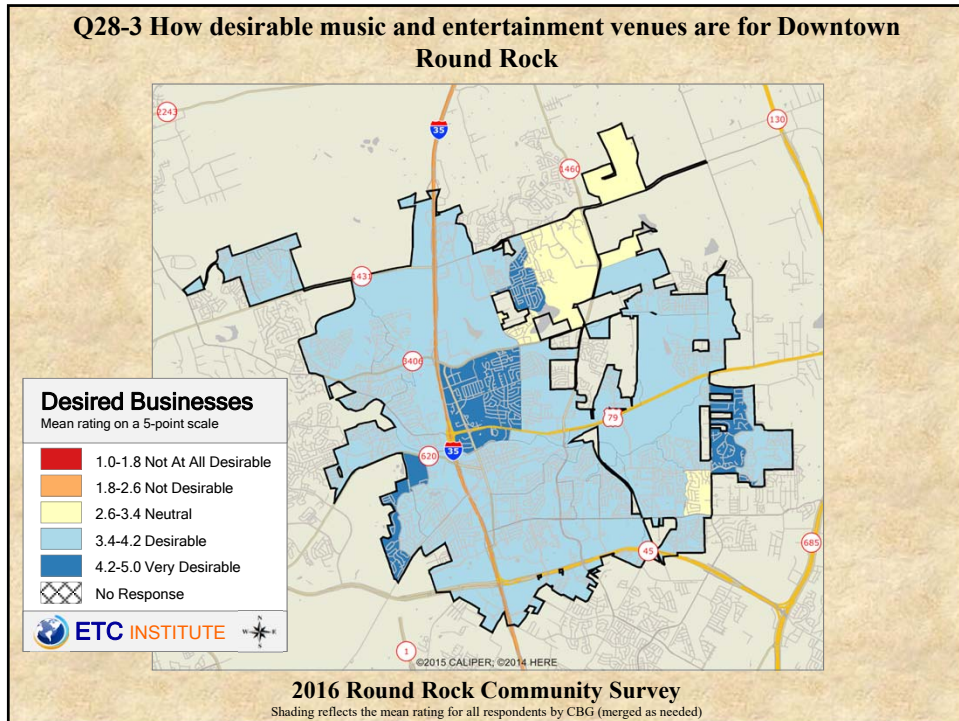 Q28-3 How desirable music and entertainment venues are for Downtown
Round Rock
2243
35
130
1460
1431
3406
79
620
35
45
685
1
Desired Businesses
Mean rating on a 5-point scale
1.0-1.8 Not At All Desirable
1.8-2.6 Not Desirable
2.6-3.4 Neutral
3.4-4.2 Desirable
4.2-5.0 Very Desirable
No Response
ETC INSTITUTE
N
W E
S
©2015 CALIPER; ©2014 HERE
2016 Round Rock Community Survey
Shading reflects the mean rating for all respondents by CBG (merged as needed)